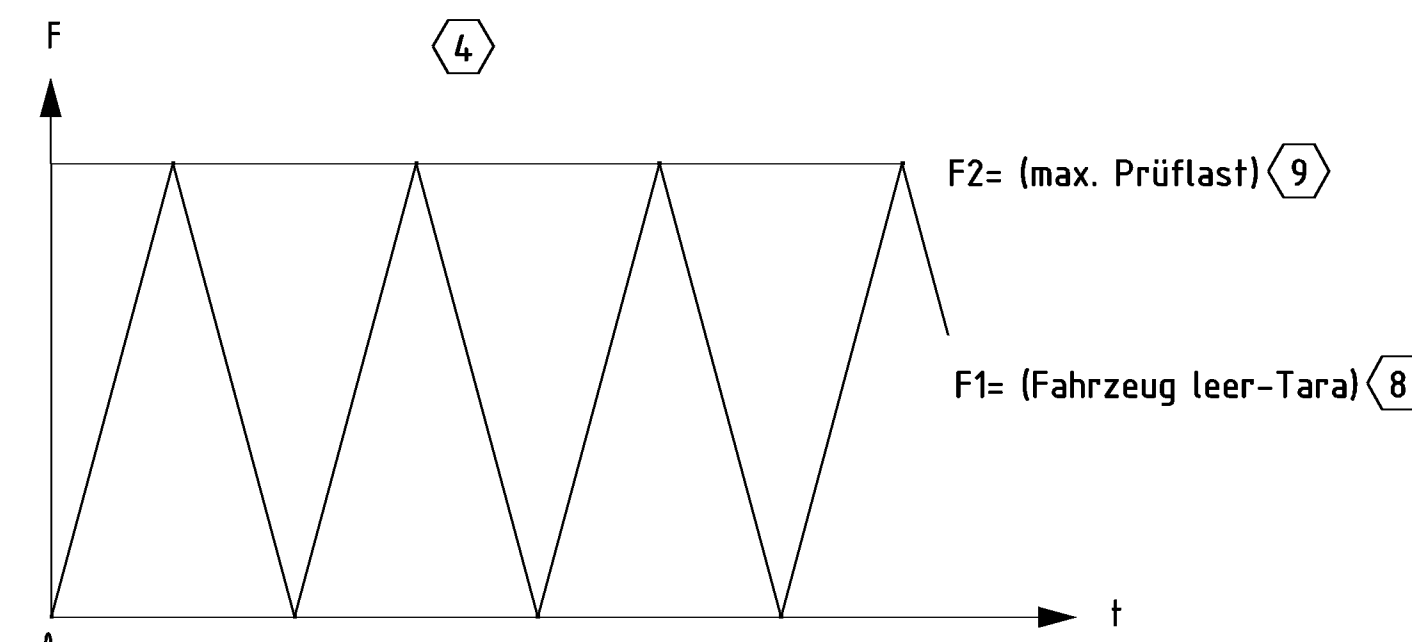 F
4
F2= (max. Prüflast) 9
F1= (Fahrzeug leer-Tara) 8
t